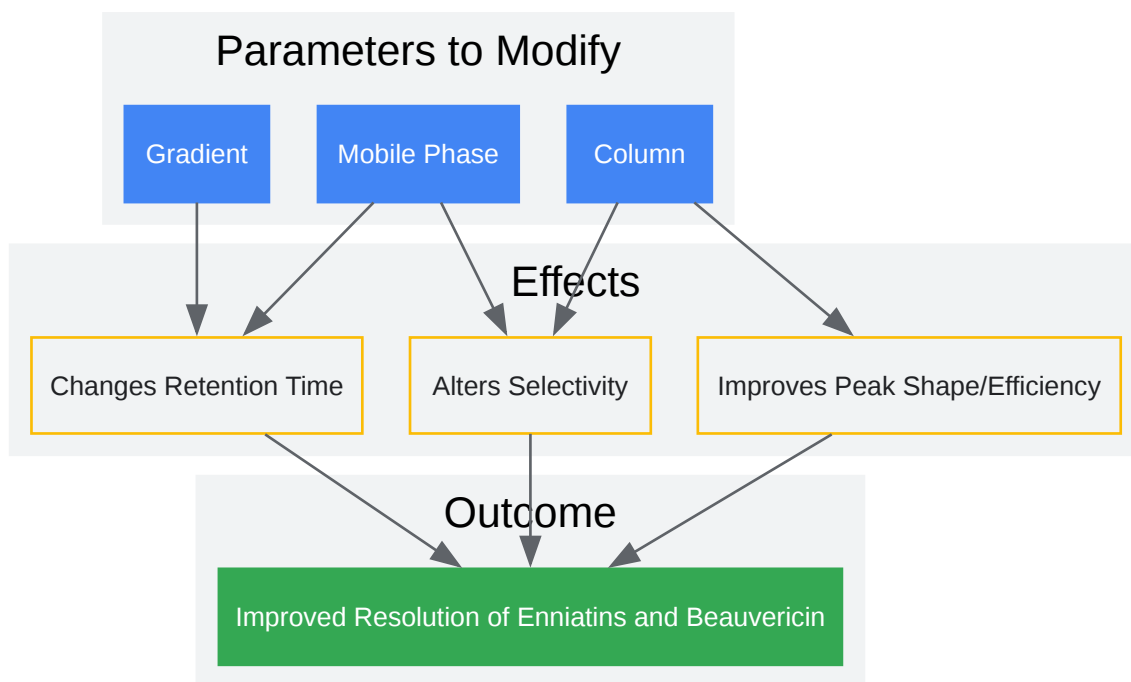 Parameters to Modify
Gradient
Mobile Phase
Column
Effects
Changes Retention Time
Alters Selectivity
Improves Peak Shape/Efficiency
Outcome
Improved Resolution of Enniatins and Beauvericin